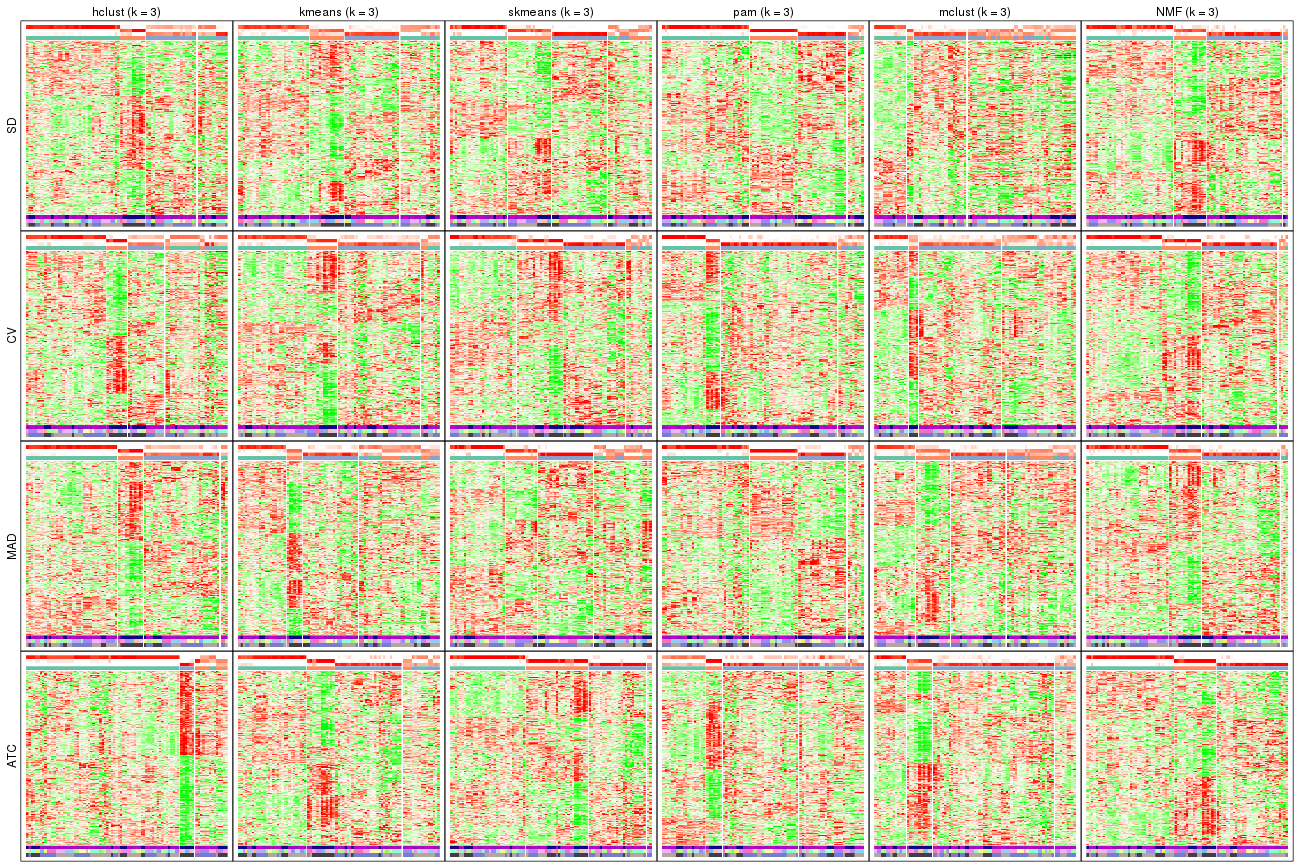 hclust (k = 3) kmeans (k = 3) skmeans (k = 3) pam (k = 3) mclust (k = 3) NMF (k = 3)
SD
CV
MAD
ATC